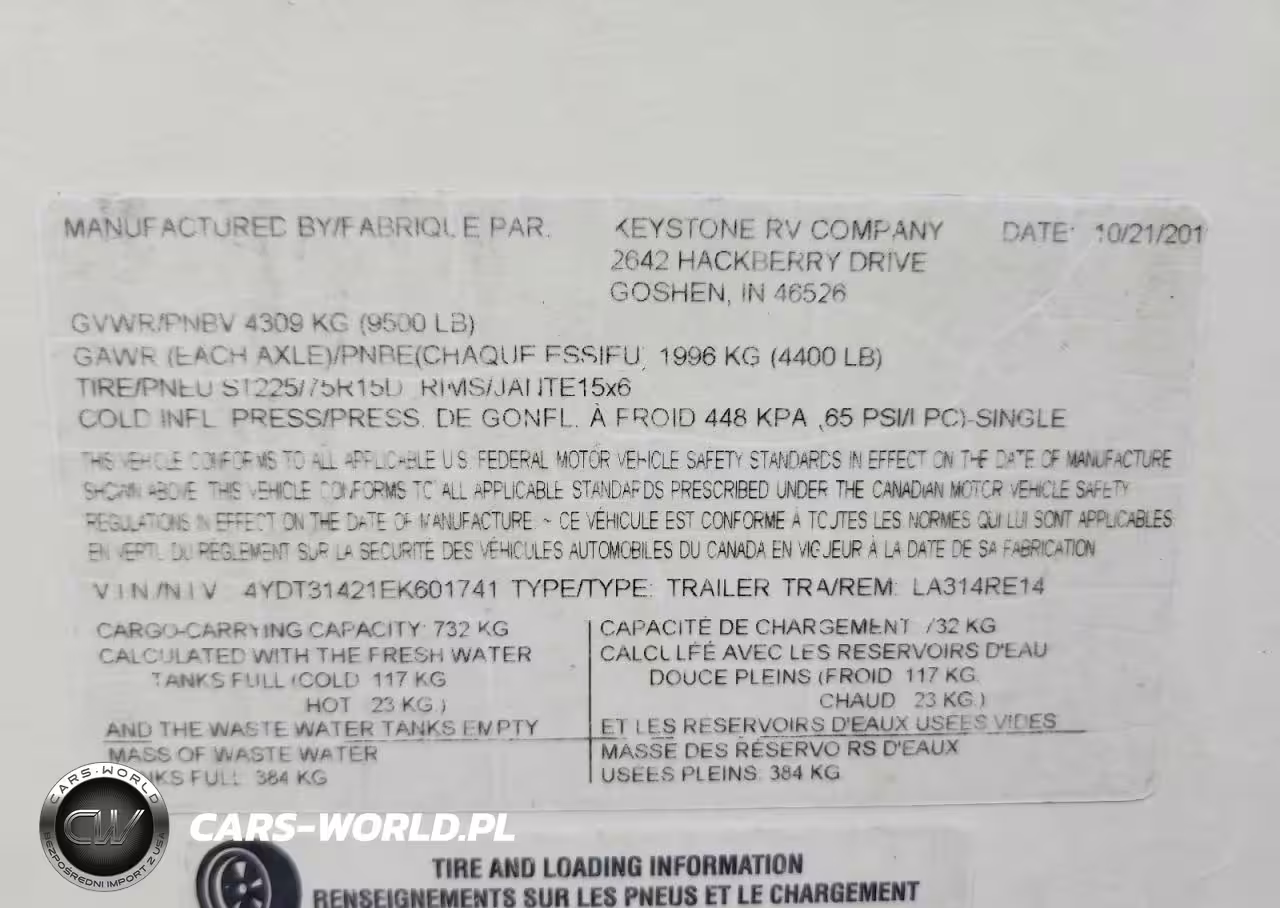 MANUFACTURED BY/FABRIQUE PAR. KEYSTONE RV COMPANY DATE: 10/21/201
2642 HACKBERRY DRIVE
GOSHEN, IN 46526
GVWR/PNBV 4309 KG (9500 LB)
GAWR (EACH AXLE)/PNBE(CHAQUE ESSIEU) 1996 KG (4400 LB)
TIRE/PNEU ST225/75R15D RIMS/JANTE15x6
COLD INFL. PRESS/PRESS. DE GONFL. À FROID 448 KPA (65 PSI/LPC)-SINGLE
THIS VEHICLE CONFORMS TO ALL APPLICABLE U.S. FEDERAL MOTOR VEHICLE SAFETY STANDARDS IN EFFECT ON THE DATE OF MANUFACTURE
SHOWN ABOVE. THIS VEHICLE CONFORMS TO ALL APPLICABLE STANDARDS PRESCRIBED UNDER THE CANADIAN MOTOR VEHICLE SAFETY
REGULATIONS IN EFFECT ON THE DATE OF MANUFACTURE. ~ CE VÉHICULE EST CONFORME À TOUTES LES NORMES QUI LUI SONT APPLICABLES
EN VERTU DU RÈGLEMENT SUR LA SÉCURITÉ DES VÉHICULES AUTOMOBILES DU CANADA EN VIGUEUR À LA DATE DE SA FABRICATION
V.I.N./N.I.V. 4YDT31421EK601741 TYPE/TYPE: TRAILER TRA/REM: LA314RE14
CARGO-CARRYING CAPACITY: 732 KG
CALCULATED WITH THE FRESH WATER
TANKS FULL (COLD 117 KG
HOT 23 KG.)
AND THE WASTE WATER TANKS EMPTY
MASS OF WASTE WATER
TANKS FULL: 384 KG
CAPACITÉ DE CHARGEMENT: 732 KG
CALCULÉE AVEC LES RÉSERVOIRS D'EAU
DOUCE PLEINS (FROID 117 KG.
CHAUD 23 KG.)
ET LES RÉSERVOIRS D'EAUX USÉES VIDES
MASSE DES RÉSERVOIRS D'EAUX
USÉES PLEINS: 384 KG
CARS-WORLD
CW
BEZPOŚREDNI IMPORT Z USA
CARS-WORLD.PL
TIRE AND LOADING INFORMATION
RENSEIGNEMENTS SUR LES PNEUS ET LE CHARGEMENT